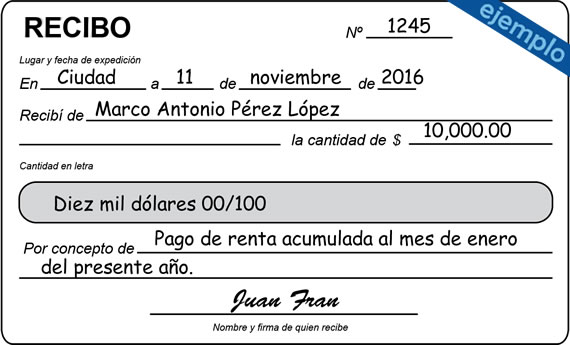 RECIBO
Nº 1245
ejemplo
Lugar y fecha de expedición
En Ciudad a 11 de noviembre de 2016
Recibí de Marco Antonio Pérez López
la cantidad de $ 10,000.00
Cantidad en letra
Diez mil dólares 00/100
Por concepto de Pago de renta acumulada al mes de enero
del presente año.
Juan Fran
Nombre y firma de quien recibe